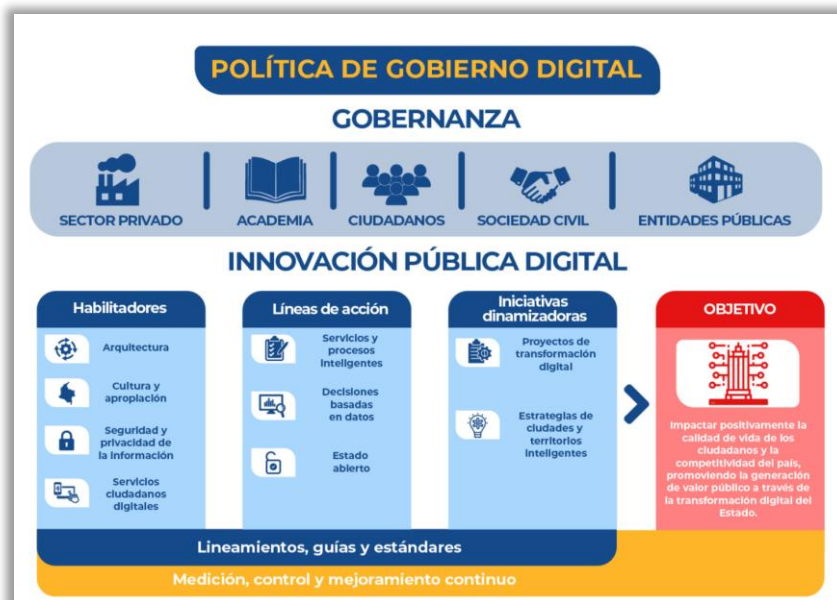 POLÍTICA DE GOBIERNO DIGITAL
GOBERNANZA
SECTOR PRIVADO
ACADEMIA
CIUDADANOS
SOCIEDAD CIVIL
ENTIDADES PÚBLICAS
INNOVACIÓN PÚBLICA DIGITAL
Habilitadores
Arquitectura
Cultura y
apropiación
Seguridad y
privacidad de
la información
Servicios
ciudadanos
digitales
Líneas de acción
Servicios y
procesos
inteligentes
Decisiones
basadas
en datos
Estado
abierto
Iniciativas
dinamizadoras
Proyectos de
transformación
digital
Estrategias de
ciudades y
territorios
inteligentes
OBJETIVO
Impactar positivamente la
calidad de vida de los
ciudadanos y la
competitividad del país,
promoviendo la generación
de valor público a través de
la transformación digital del
Estado.
Lineamientos, guías y estándares
Medición, control y mejoramiento continuo